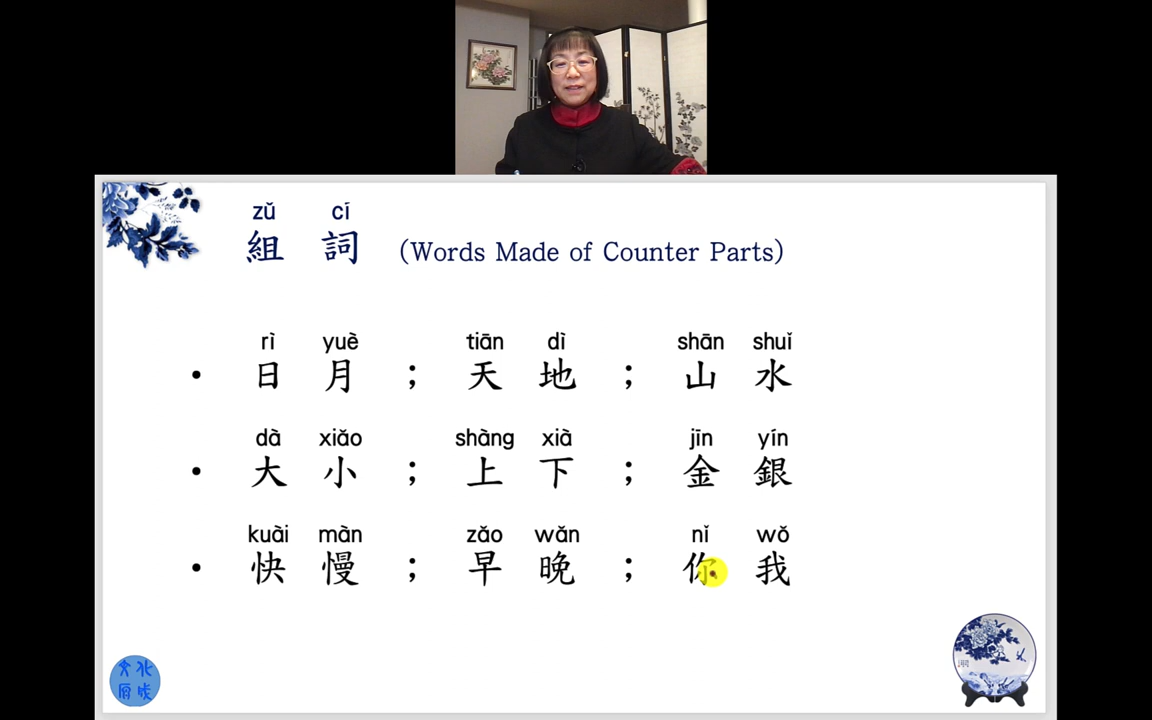 zǔ cí
組 詞 (Words Made of Counter Parts)
rì yuè tiān dì shān shuǐ
• 日 月 ； 天 地 ； 山 水
dà xiǎo shàng xià jīn yín
• 大 小 ； 上 下 ； 金 銀
kuài màn zǎo wǎn nǐ wǒ
• 快 慢 ； 早 晚 ； 你 我